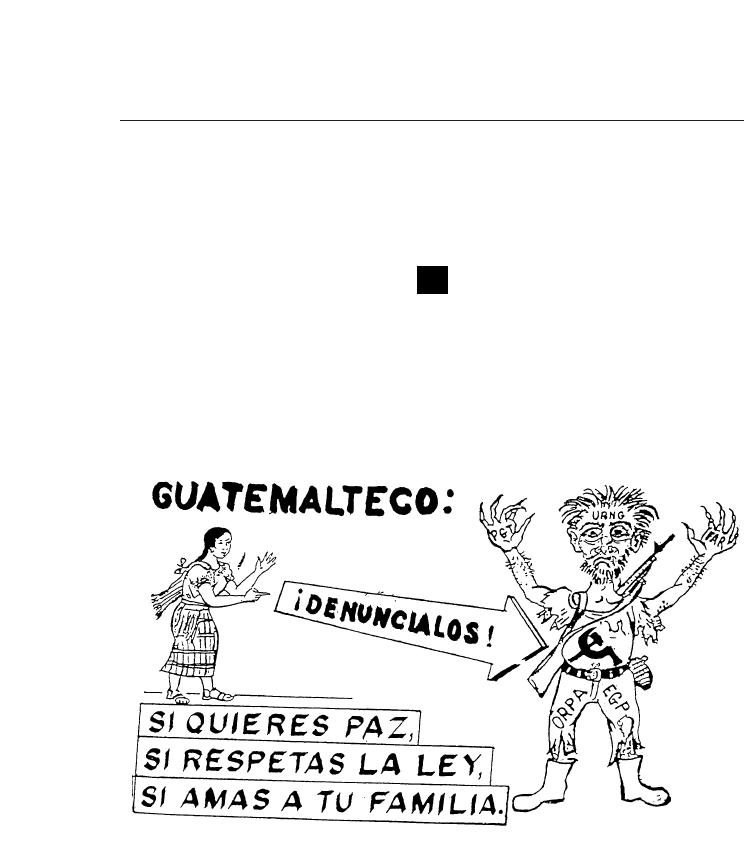 GUATEMALTECO:
¡DENUNCIALOS!
URNG
PGT
FAR
ORPA
EGP
SI QUIERES PAZ,
SI RESPETAS LA LEY,
SI AMAS A TU FAMILIA.